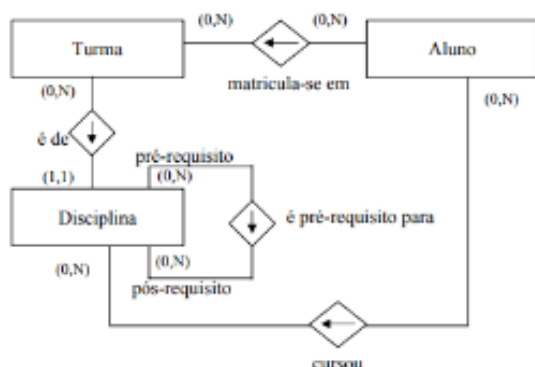 (0,N)
(0,N)
Turma
Aluno
matricula-se em
(0,N)
(0,N)
é de
pré-requisito
(1,1)
(0,N)
Disciplina
é pré-requisito para
(0,N)
(0,N)
pós-requisito
cursou